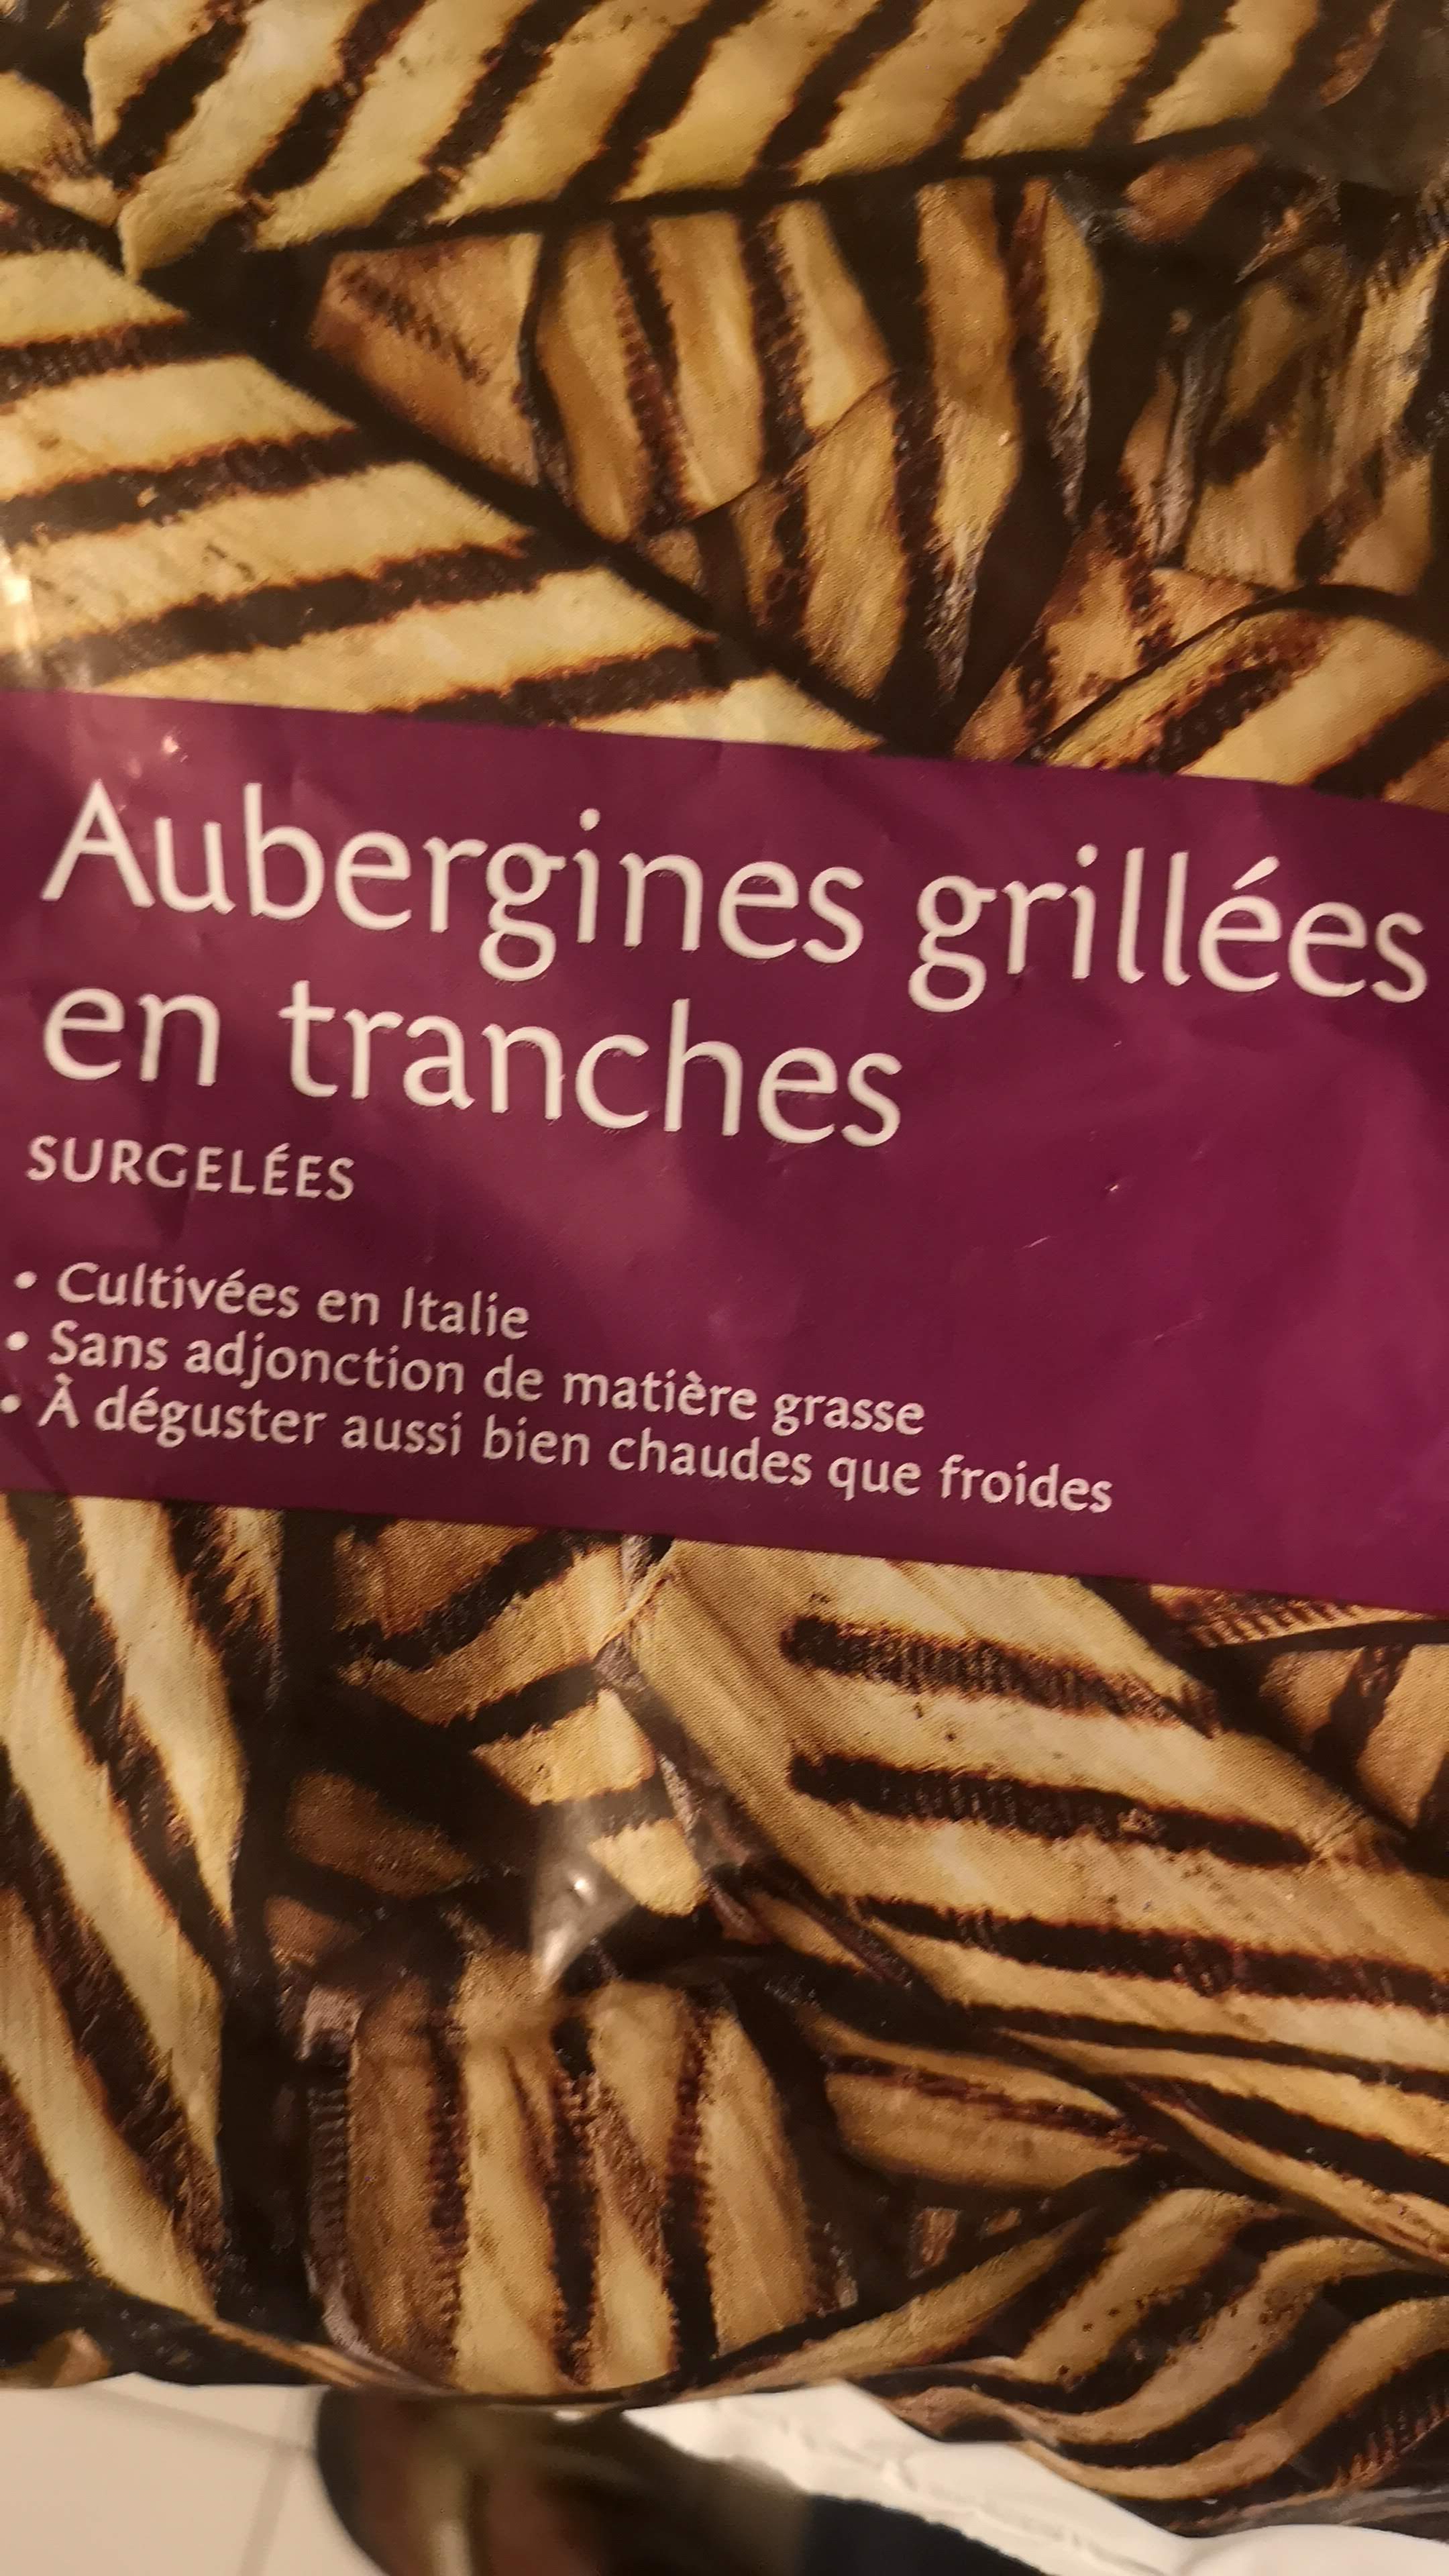 Aubergines grillées
en tranches
SURGELÉES
• Cultivées en Italie
• Sans adjonction de matière grasse
• À déguster aussi bien chaudes que froides